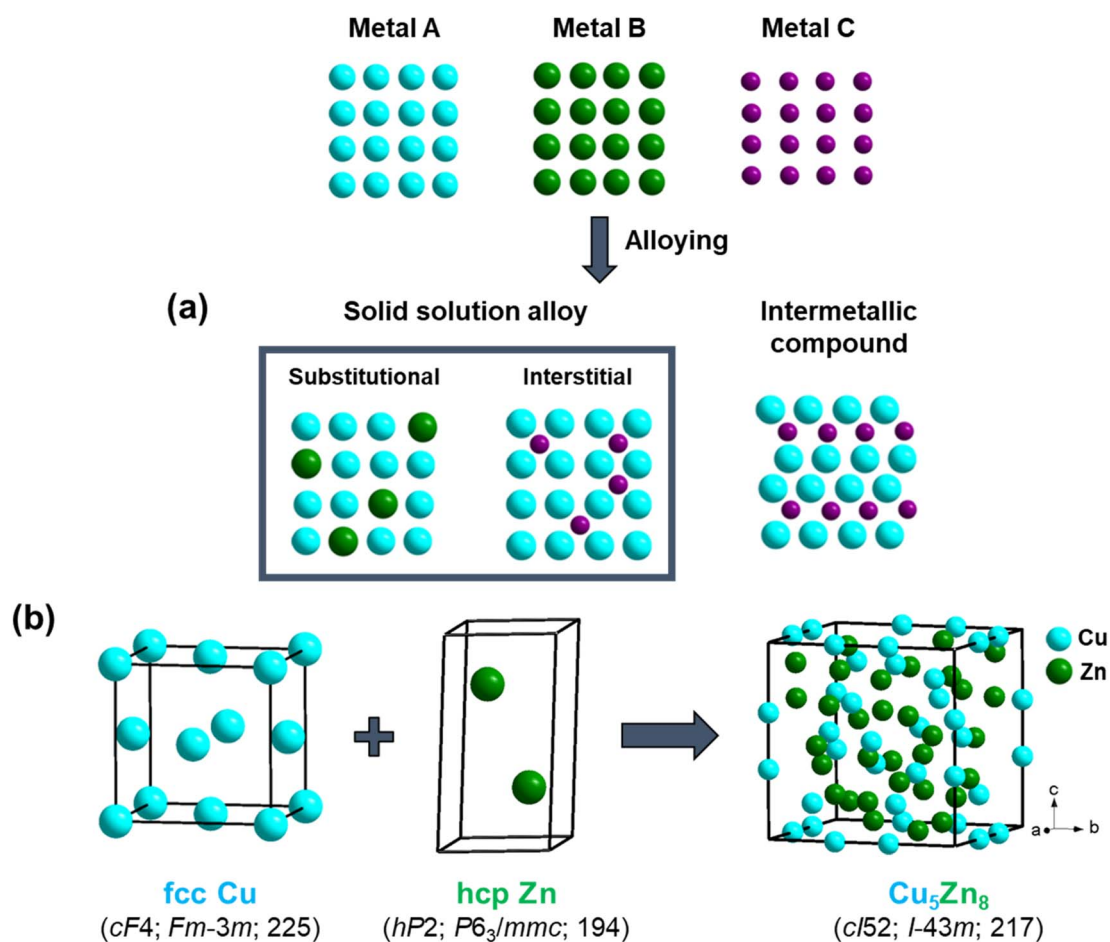 Metal A
Metal B
Metal C
Alloying
(a)
Solid solution alloy
Intermetallic
compound
Substitutional
Interstitial
(b)
Cu
Zn
c
a
b
fcc Cu
hcp Zn
Cu₅Zn₈
(cF4; Fm-3m; 225)
(hP2; P6₃/mmc; 194)
(cI52; I-43m; 217)